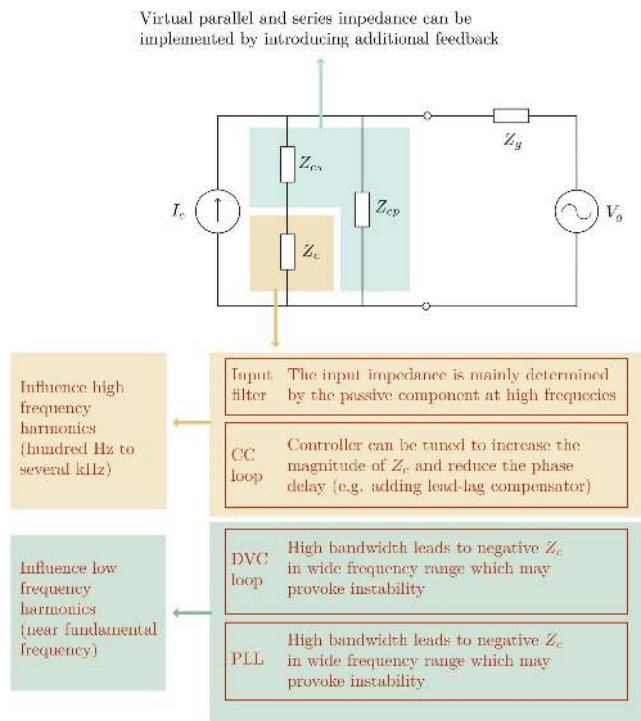 Virtual parallel and series impedance can be
implemented by introducing additional feedback
Z_g
Z_cs
I_c
Z_cp
V_g
Z_c
Influence high
frequency
harmonics
(hundred Hz to
several kHz)
Input
filter
The input impedance is mainly determined
by the passive component at high frequecies
CC
loop
Controller can be tuned to increase the
magnitude of Z_c and reduce the phase
delay (e.g. adding lead-lag compensator)
Influence low
frequency
harmonics
(near fundamental
frequency)
DVC
loop
High bandwidth leads to negative Z_c
in wide frequency range which may
provoke instability
PLL
High bandwidth leads to negative Z_c
in wide frequency range which may
provoke instability